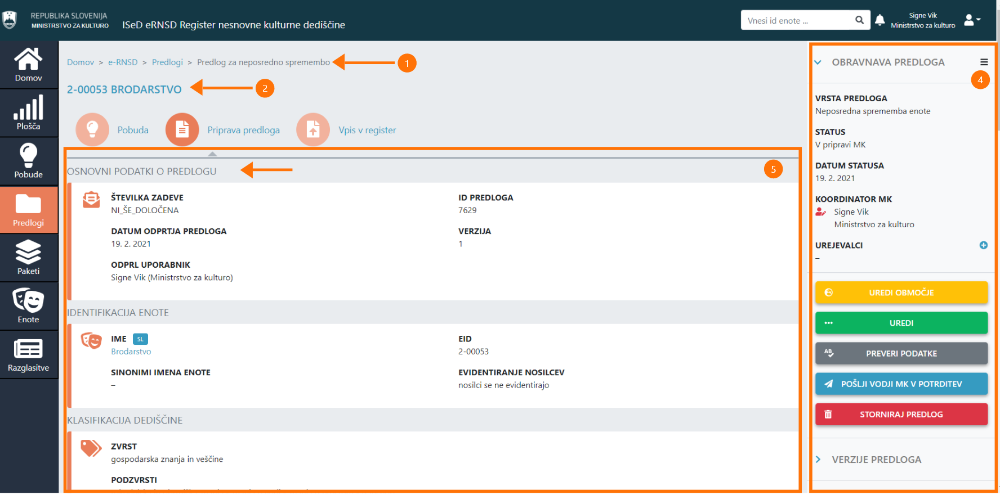 REPUBLIKA SLOVENIJA
MINISTRSTVO ZA KULTURO
ISeD eRNSD Register nesnovne kulturne dediščine
Vnesi id enote ...
Signe Vik
Ministrstvo za kulturo
Domov
Plošča
Pobude
Predlogi
Paketi
Enote
Razglasitve
Domov > e-RNSD > Predlogi > Predlog za neposredno spremembo
1
2-00053 BRODARSTVO
2
Pobuda
Priprava predloga
Vpis v register
OSNOVNI PODATKI O PREDLOGU
5
ŠTEVILKA ZADEVE
NI_ŠE_DOLOČENA
ID PREDLOGA
7629
DATUM ODPRTJA PREDLOGA
19. 2. 2021
VERZIJA
1
ODPRL UPORABNIK
Signe Vik (Ministrstvo za kulturo)
IDENTIFIKACIJA ENOTE
IME SL
Brodarstvo
EID
2-00053
SINONIMI IMENA ENOTE
–
EVIDENTIRANJE NOSILCEV
nosilci se ne evidentirajo
KLASIFIKACIJA DEDIŠČINE
ZVRST
gospodarska znanja in veščine
PODZVRSTI
OBRAVNAVA PREDLOGA
4
VRSTA PREDLOGA
Neposredna sprememba enote
STATUS
V pripravi MK
DATUM STATUSA
19. 2. 2021
KOORDINATOR MK
Signe Vik
Ministrstvo za kulturo
UREJEVALCI
–
UREDI OBMOČJE
UREDI
AB PREVERI PODATKE
POŠLJI VODJI MK V POTRDITEV
STORNIRAJ PREDLOG
VERZIJE PREDLOGA